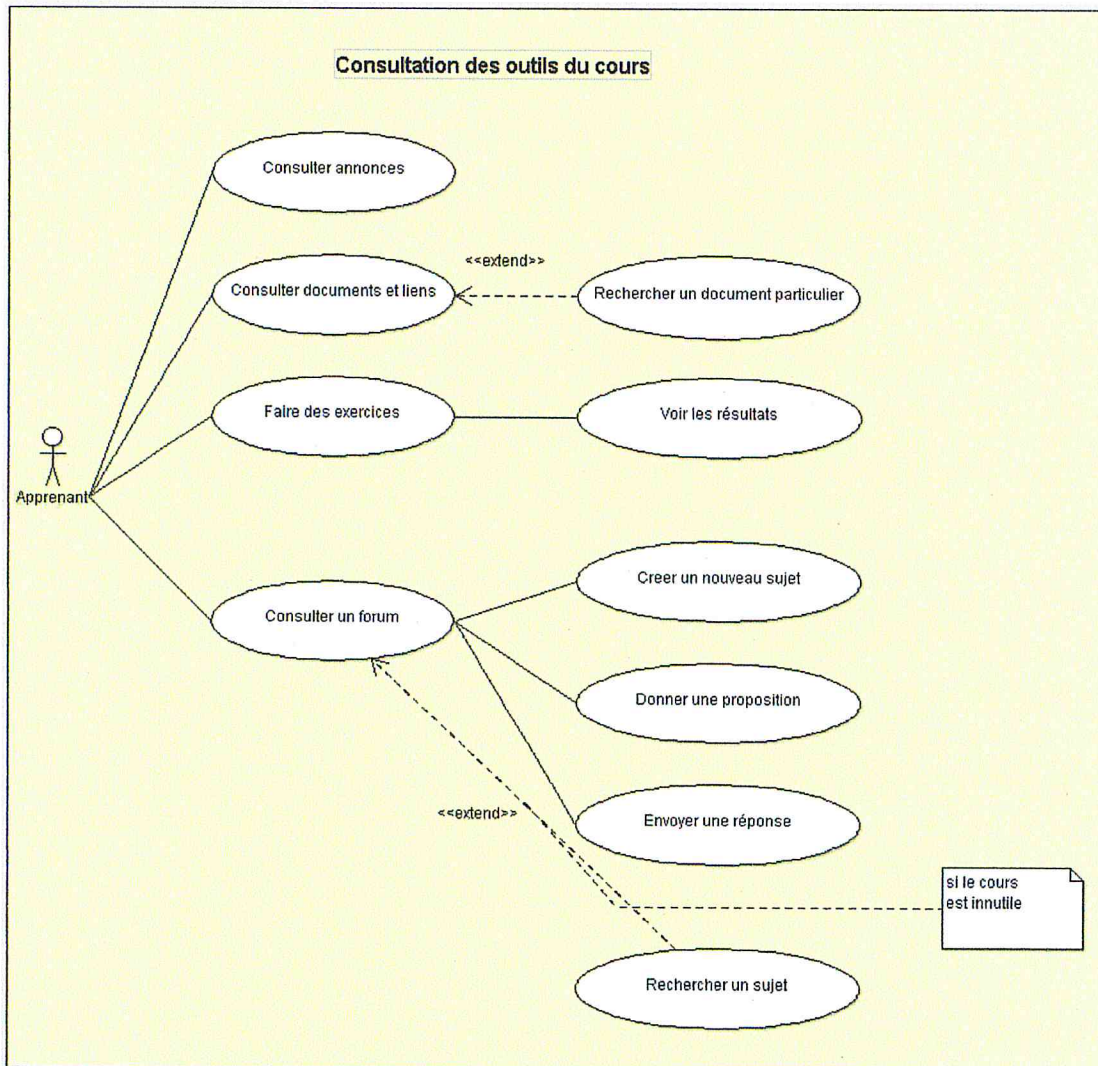 Consultation des outils du cours
Consulter annonces
<<extend>>
Consulter documents et liens
Rechercher un document particulier
Faire des exercices
Voir les résultats
Apprenant
Creer un nouveau sujet
Consulter un forum
Donner une proposition
<<extend>>
Envoyer une réponse
si le cours
est innutile
Rechercher un sujet